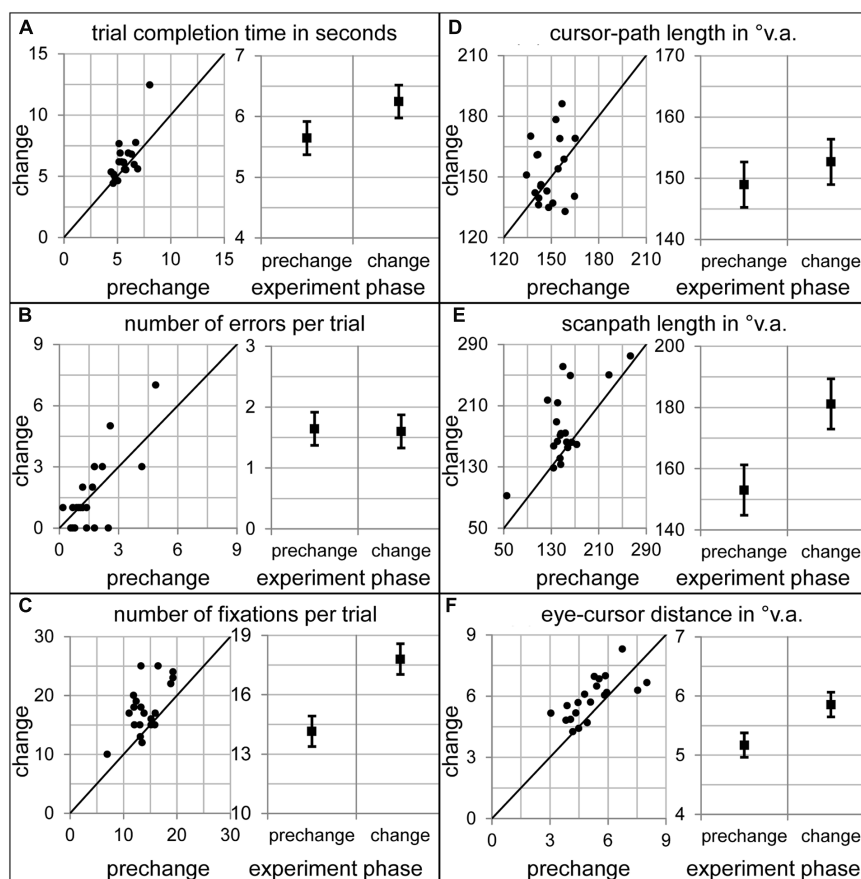 A
trial completion time in seconds
15
10
5
0
change
0 5 10 15
prechange
7
6
5
4
prechange change
experiment phase
B
number of errors per trial
9
6
3
0
change
0 3 6 9
prechange
3
2
1
0
prechange change
experiment phase
C
number of fixations per trial
30
20
10
0
change
0 10 20 30
prechange
19
16
13
10
prechange change
experiment phase
D
cursor-path length in °v.a.
210
180
150
120
change
120 150 180 210
prechange
170
160
150
140
prechange change
experiment phase
E
scanpath length in °v.a.
290
210
130
50
change
50 130 210 290
prechange
200
180
160
140
prechange change
experiment phase
F
eye-cursor distance in °v.a.
9
6
3
0
change
0 3 6 9
prechange
7
6
5
4
prechange change
experiment phase